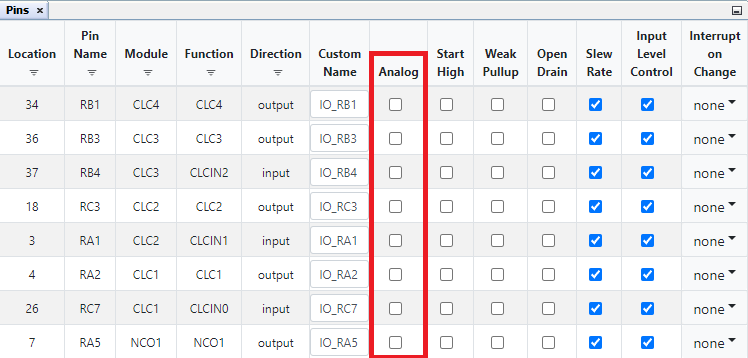 Pins ×
Location Pin Name Module Function Direction Custom Name Analog Start High Weak Pullup Open Drain Slew Rate Input Level Control Interrupt on Change
34 RB1 CLC4 CLC4 output IO_RB1 none
36 RB3 CLC3 CLC3 output IO_RB3 none
37 RB4 CLC3 CLCIN2 input IO_RB4 none
18 RC3 CLC2 CLC2 output IO_RC3 none
3 RA1 CLC2 CLCIN1 input IO_RA1 none
4 RA2 CLC1 CLC1 output IO_RA2 none
26 RC7 CLC1 CLCIN0 input IO_RC7 none
7 RA5 NCO1 NCO1 output IO_RA5 none